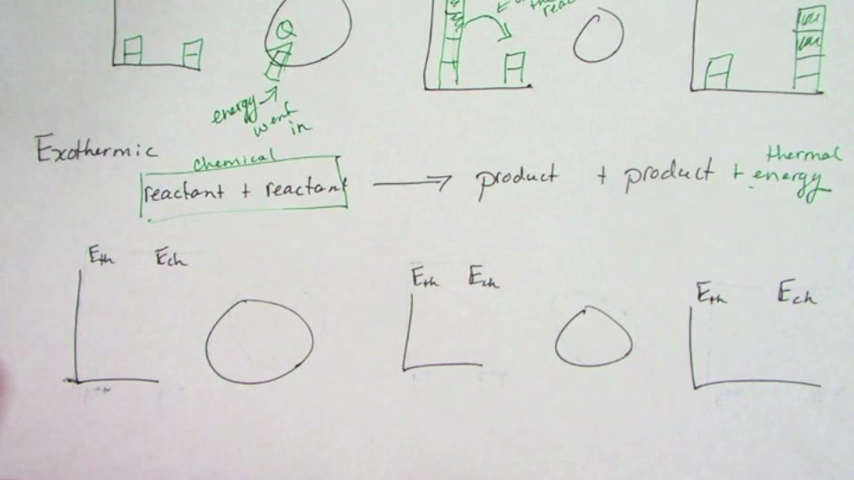 Q
energy
went
in
Exothermic
chemical
reactant + reactant → product + product + energy
thermal
Eth Ech
Eth Ech
Eth Ech